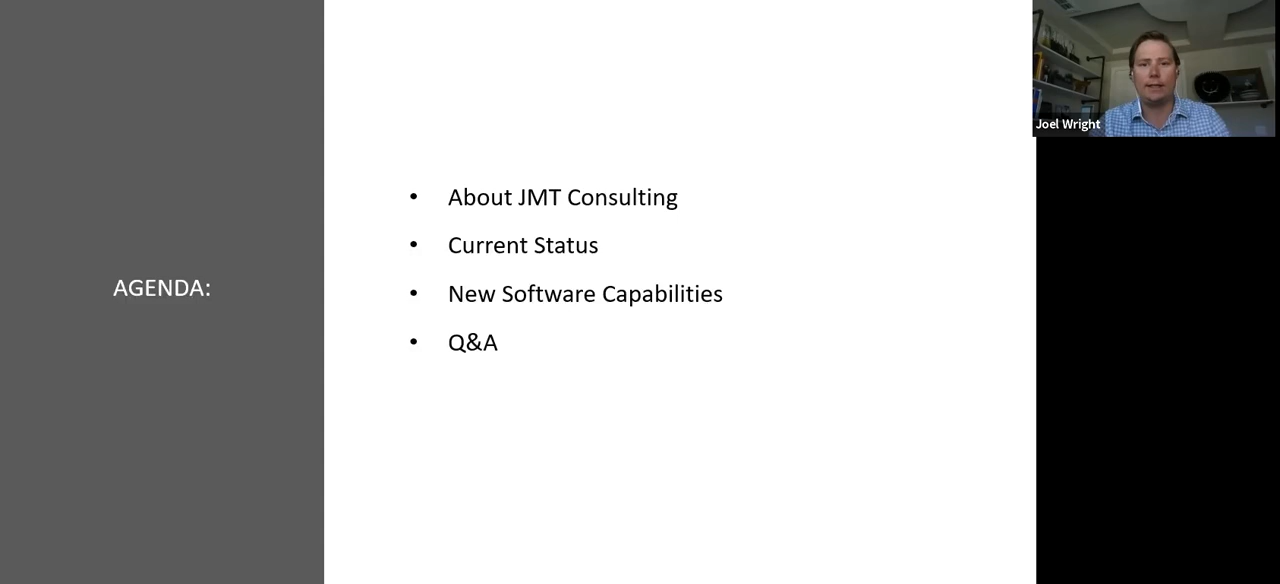 AGENDA:
• About JMT Consulting
• Current Status
• New Software Capabilities
• Q&A
Joel Wright